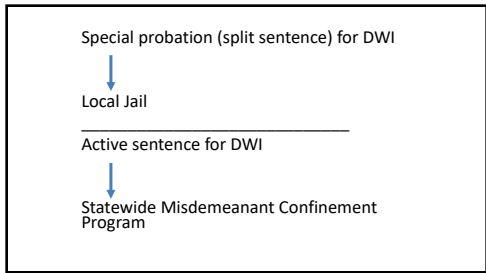 Special probation (split sentence) for DWI
Local Jail
Active sentence for DWI
Statewide Misdemeanant Confinement
Program